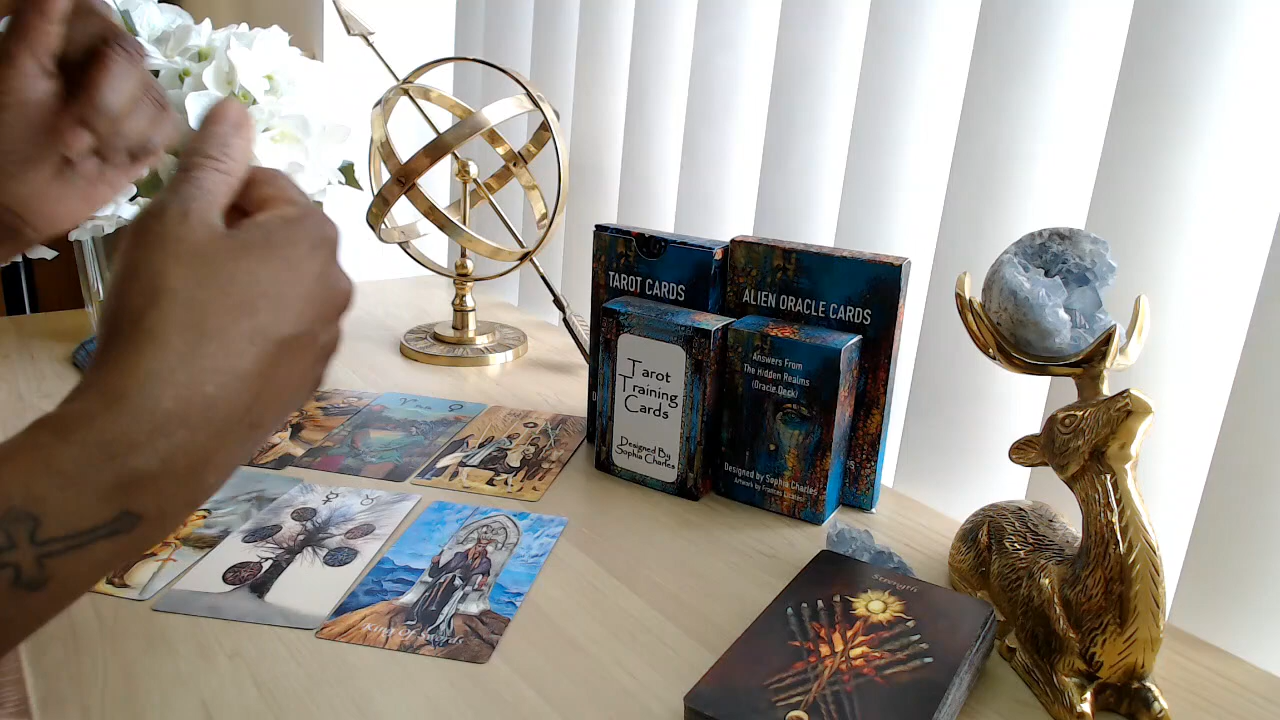 TAROT CARDS
ALIEN ORACLE CARDS
Tarot
Training
Cards
Designed By
Sophia Charles
Answers From
The Hidden Realms
(Oracle Deck)
Designed by Sophia Charles
King Of Swords
Strength